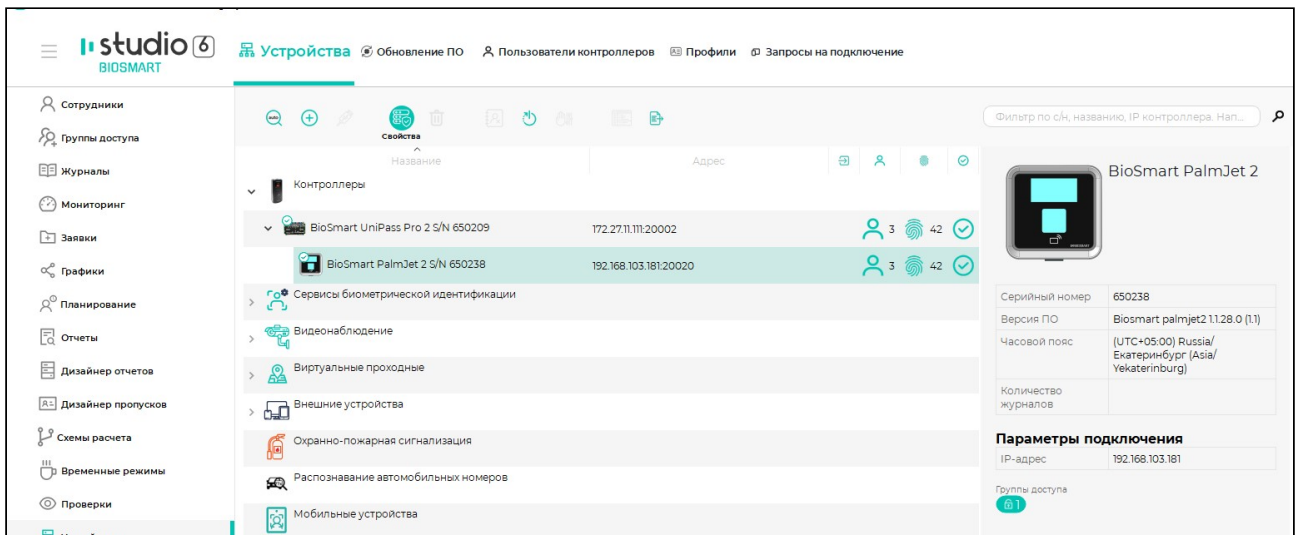 studio 6
BIOSMART
Устройства Обновление ПО Пользователи контроллеров Профили Запросы на подключение
Сотрудники
Группы доступа
Журналы
Мониторинг
Заявки
Графики
Планирование
Отчеты
Дизайнер отчетов
Дизайнер пропусков
Схемы расчета
Временные режимы
Проверки
auto
Свойства
Фильтр по с/н, названию, IP контроллера. Нап...
Название Адрес
Контроллеры
BioSmart UniPass Pro 2 S/N 650209 172.27.11.111:20002 3 42
BioSmart PalmJet 2 S/N 650238 192.168.103.181:20020 3 42
Сервисы биометрической идентификации
Видеонаблюдение
Виртуальные проходные
Внешние устройства
Охранно-пожарная сигнализация
Распознавание автомобильных номеров
Мобильные устройства
BioSmart PalmJet 2
Серийный номер 650238
Версия ПО Biosmart palmjet2 1.1.28.0 (1.1)
Часовой пояс (UTC+05:00) Russia/
Екатеринбург (Asia/
Yekaterinburg)
Количество
журналов
Параметры подключения
IP-адрес 192.168.103.181
Группы доступа
1